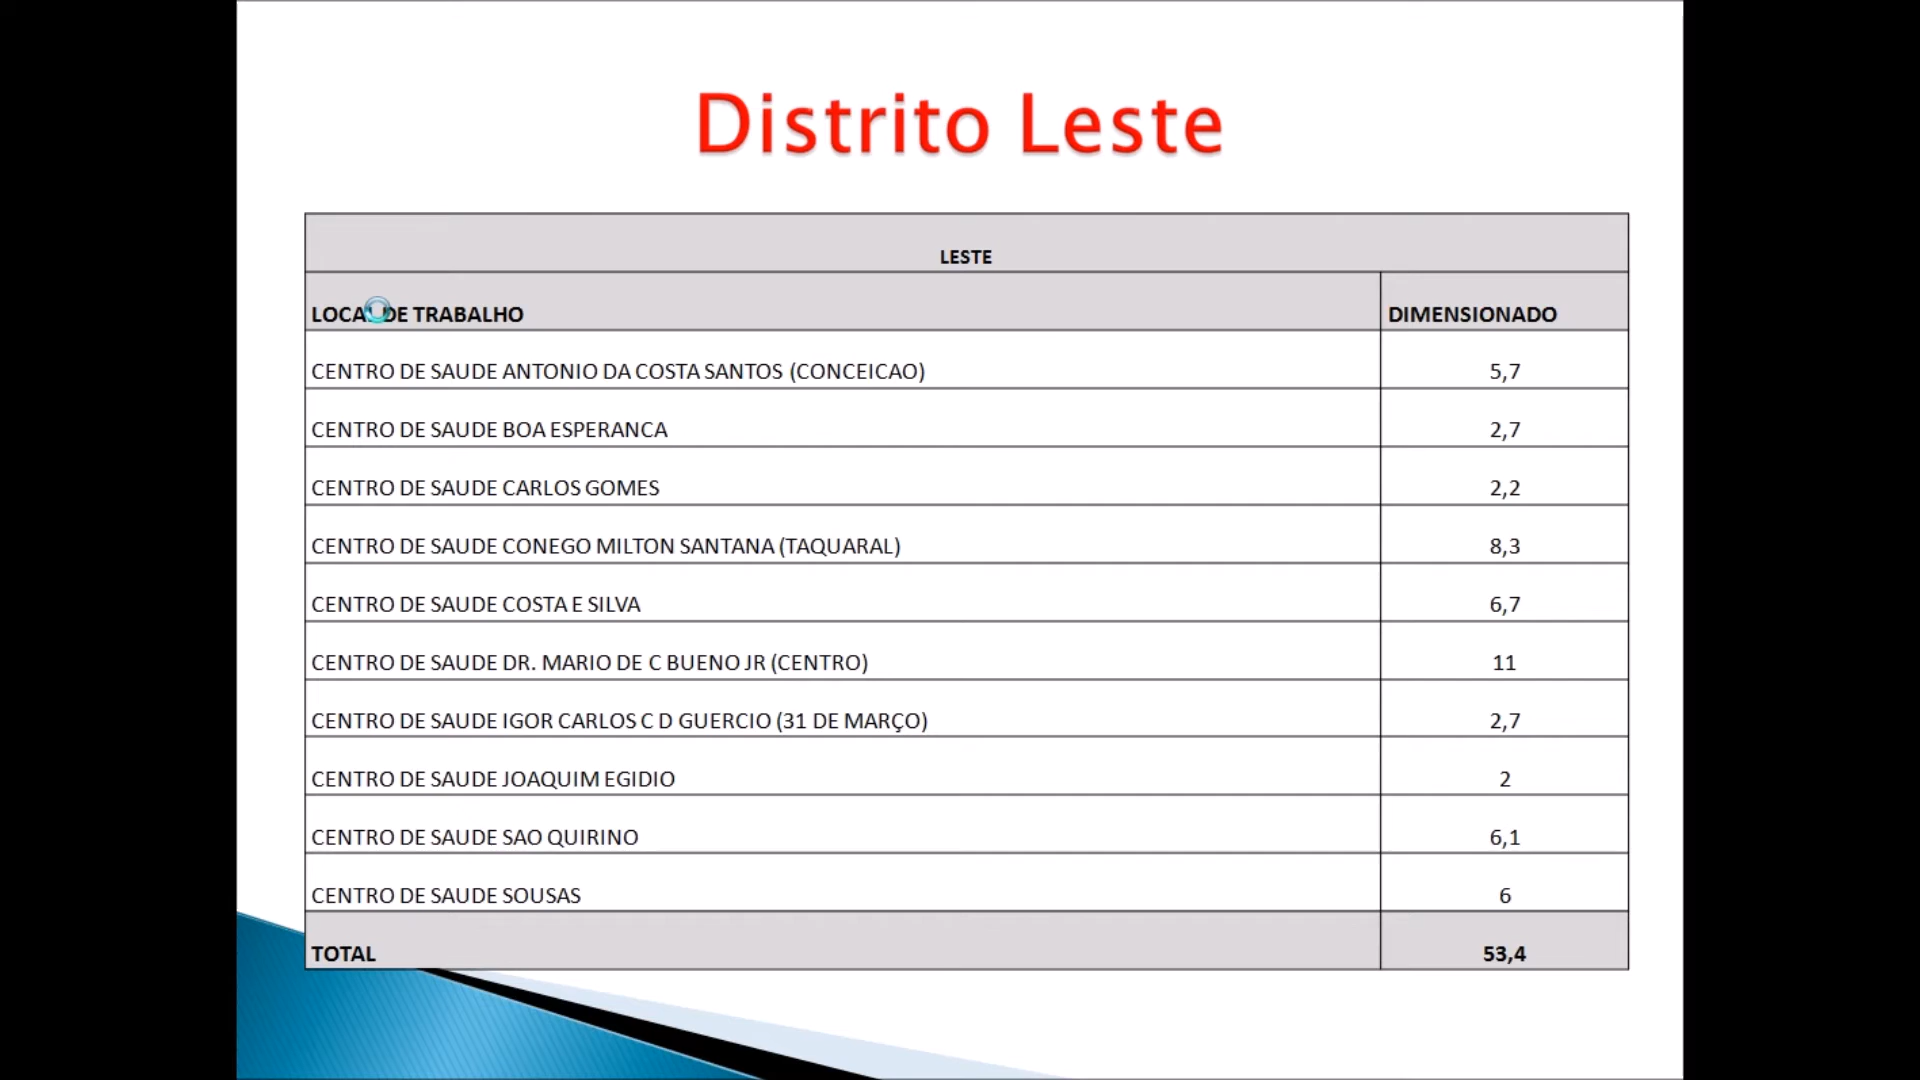 Distrito Leste
LESTE
LOCAL DE TRABALHO DIMENSIONADO
CENTRO DE SAUDE ANTONIO DA COSTA SANTOS (CONCEICAO) 5,7
CENTRO DE SAUDE BOA ESPERANCA 2,7
CENTRO DE SAUDE CARLOS GOMES 2,2
CENTRO DE SAUDE CONEGO MILTON SANTANA (TAQUARAL) 8,3
CENTRO DE SAUDE COSTA E SILVA 6,7
CENTRO DE SAUDE DR. MARIO DE C BUENO JR (CENTRO) 11
CENTRO DE SAUDE IGOR CARLOS C D GUERCIO (31 DE MARÇO) 2,7
CENTRO DE SAUDE JOAQUIM EGIDIO 2
CENTRO DE SAUDE SAO QUIRINO 6,1
CENTRO DE SAUDE SOUSAS 6
TOTAL 53,4